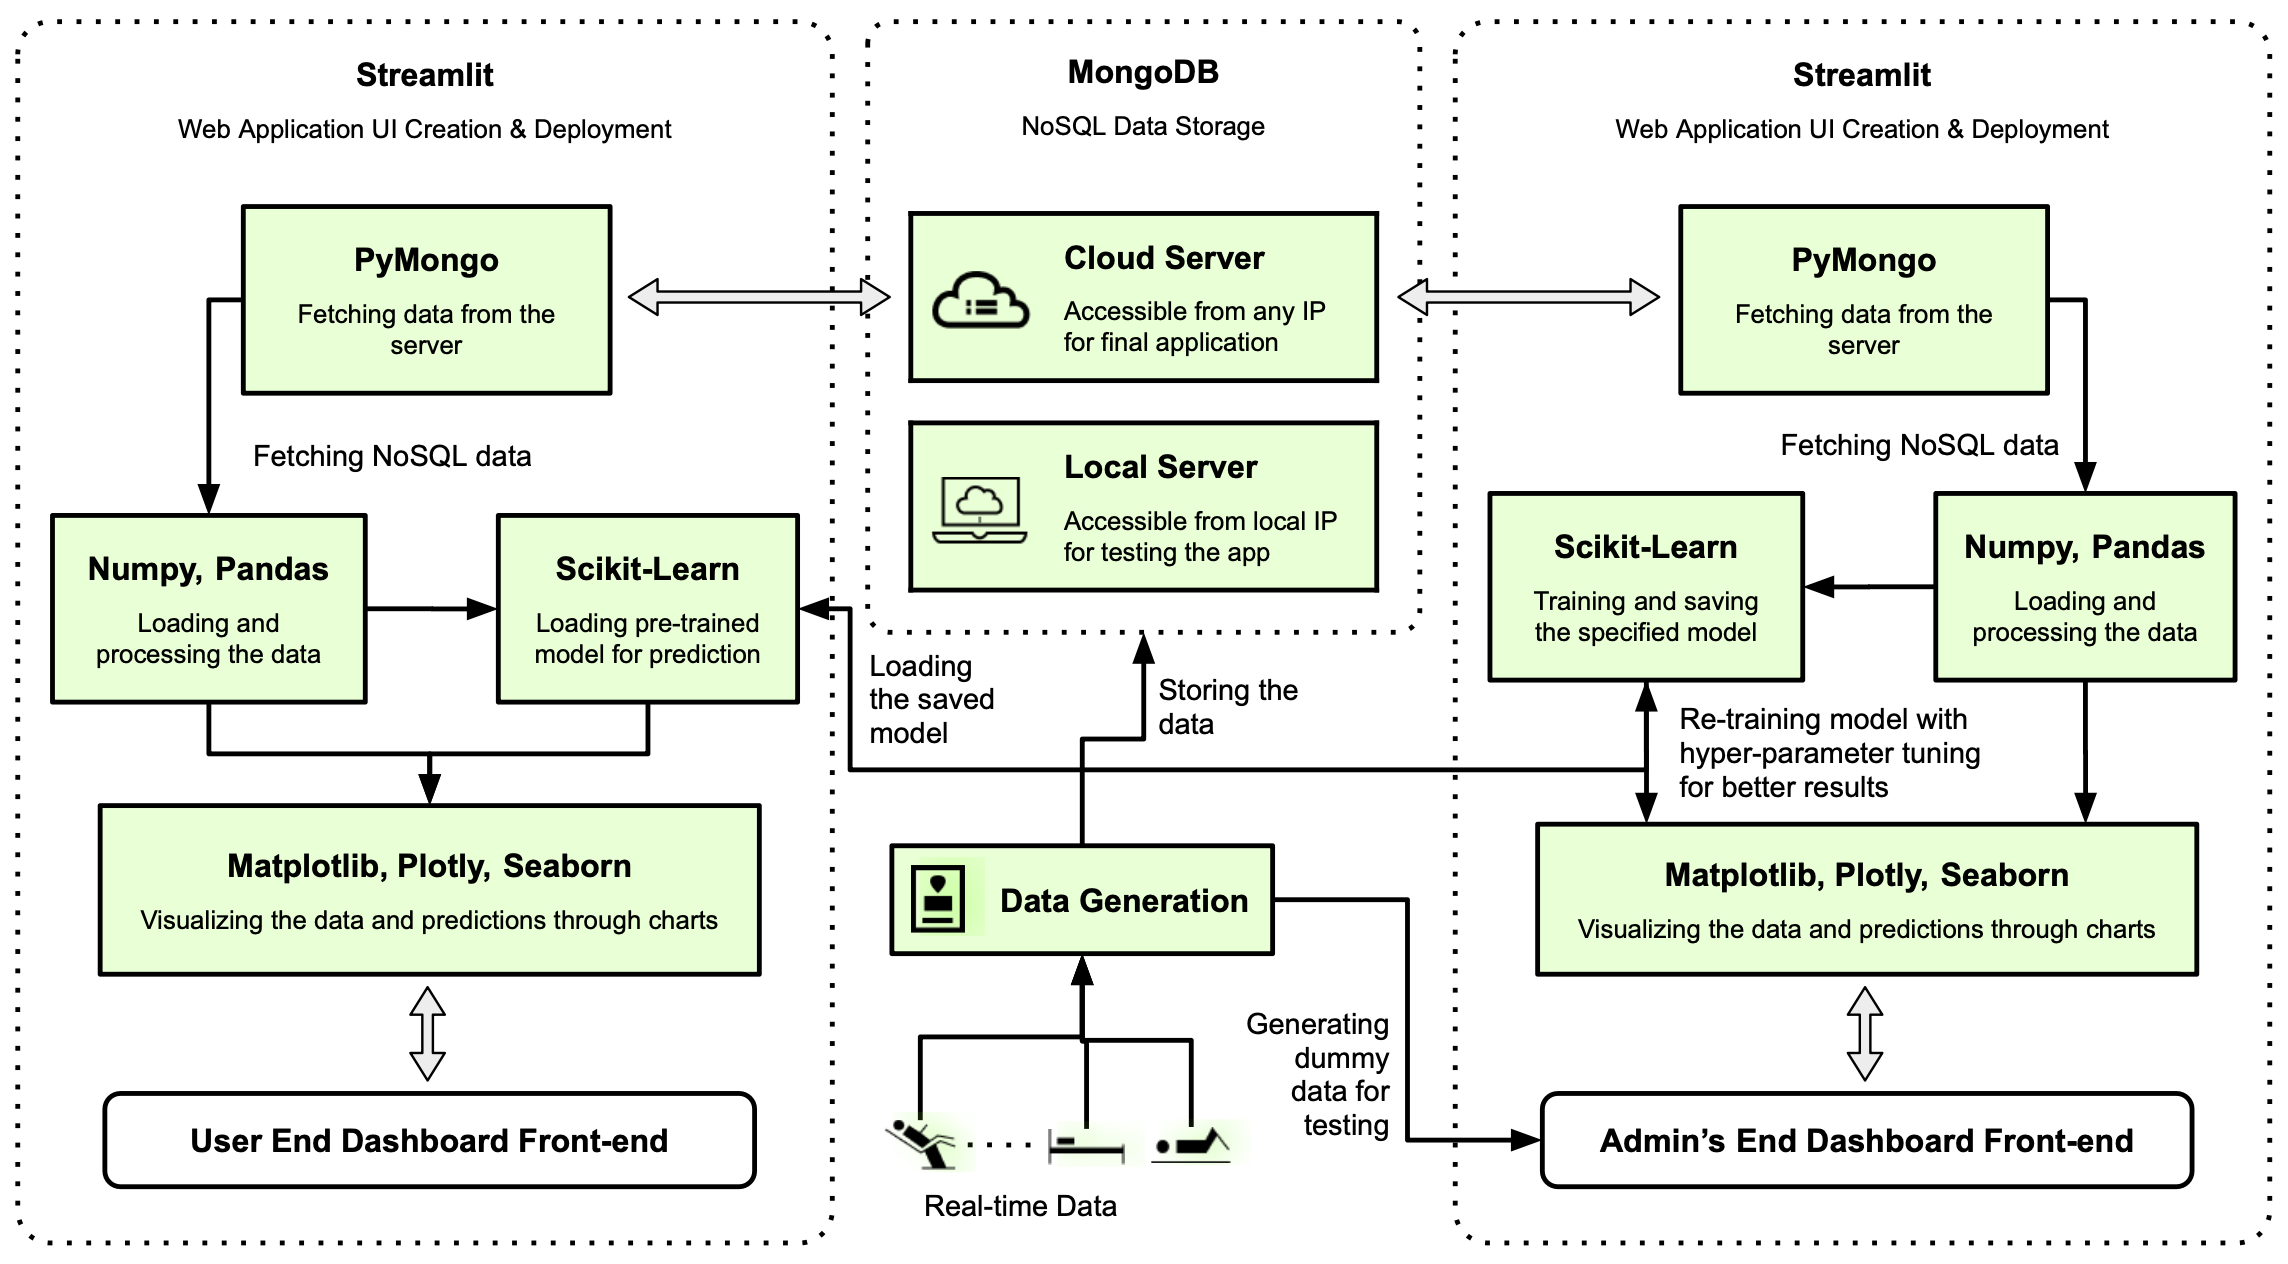 Streamlit
Web Application UI Creation & Deployment
PyMongo
Fetching data from the
server
Fetching NoSQL data
Numpy, Pandas
Loading and
processing the data
Scikit-Learn
Loading pre-trained
model for prediction
Matplotlib, Plotly, Seaborn
Visualizing the data and predictions through charts
User End Dashboard Front-end
MongoDB
NoSQL Data Storage
Cloud Server
Accessible from any IP
for final application
Local Server
Accessible from local IP
for testing the app
Loading
the saved
model
Storing the
data
Data Generation
Generating
dummy
data for
testing
Real-time Data
Streamlit
Web Application UI Creation & Deployment
PyMongo
Fetching data from the
server
Fetching NoSQL data
Scikit-Learn
Training and saving
the specified model
Numpy, Pandas
Loading and
processing the data
Re-training model with
hyper-parameter tuning
for better results
Matplotlib, Plotly, Seaborn
Visualizing the data and predictions through charts
Admin’s End Dashboard Front-end